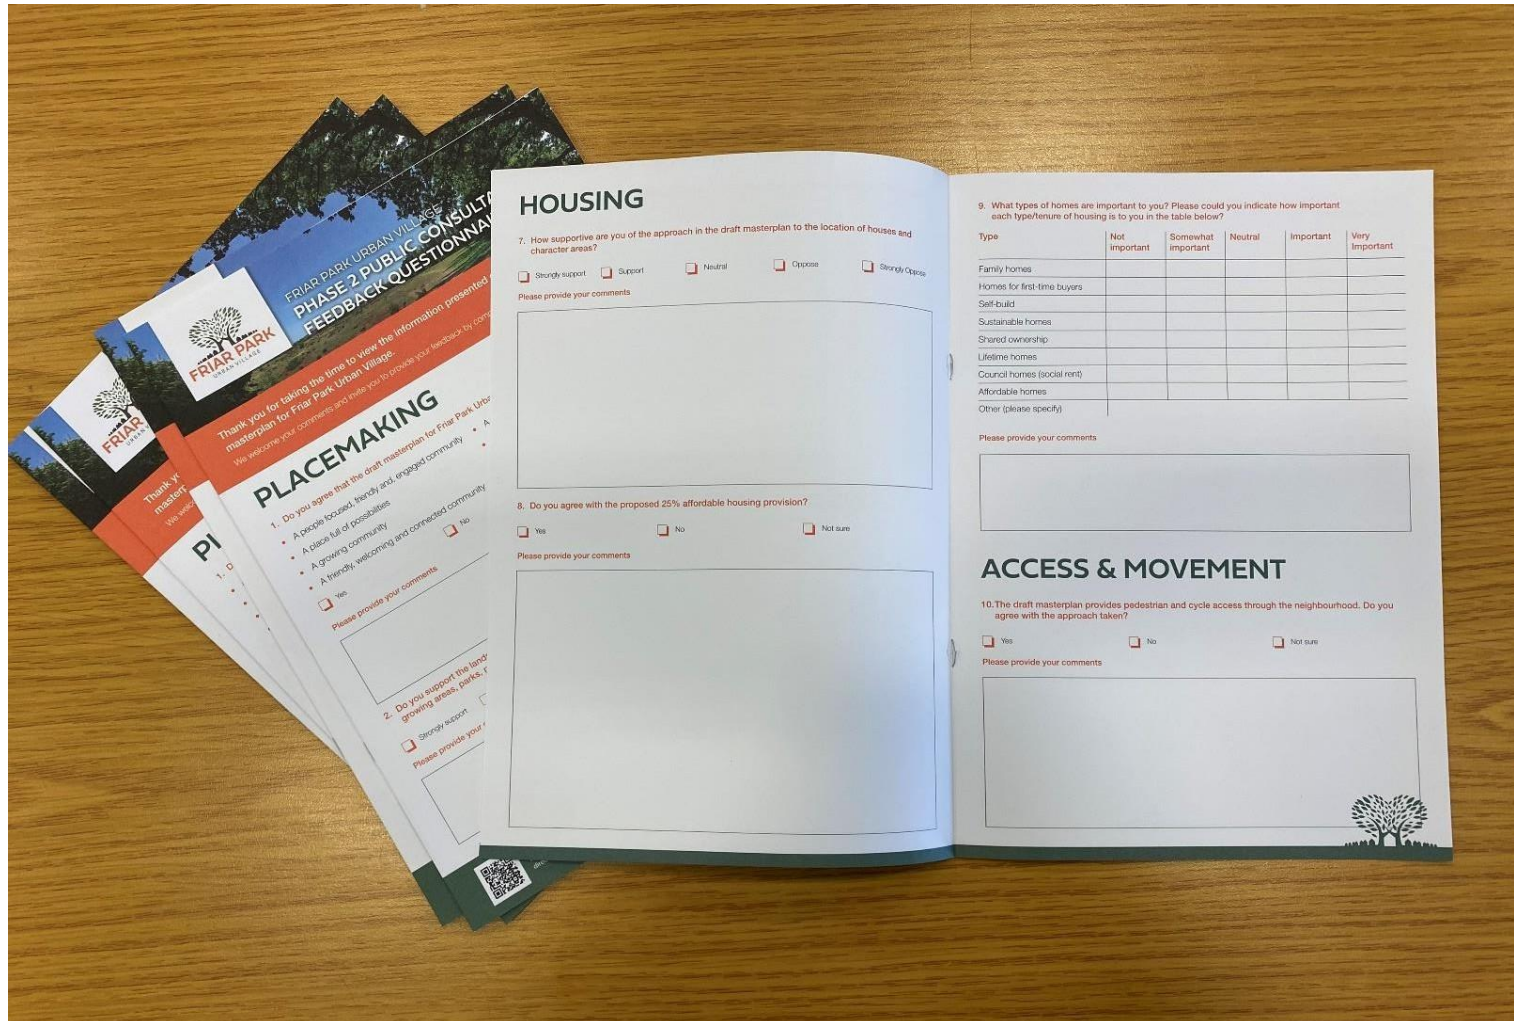 FRIAR PARK URBAN VILLAGE
PHASE 2 PUBLIC
FEEDBACK
FRIAR PARK
URBAN VILLAGE
Thank you for taking the time to view the information presented
masterplan for Friar Park Urban Village.
We welcome your comments and invite you to provide your feedback by
PLACEMAKING
1. Do you agree that the draft masterplan for Friar Park
• A people focused, friendly and, engaged community
• A place full of possibilities
• A growing community
• A friendly, welcoming and connected community
Yes
No
Please provide your comments
2. Do you support the
growing areas, parks,
Strongly support
Please provide your
FRIAR
Thank
We
1.
HOUSING
7. How supportive are you of the approach in the draft masterplan to the location of houses and
character areas?
Strongly support Support Neutral Oppose Strongly Oppose
Please provide your comments
8. Do you agree with the proposed 25% affordable housing provision?
Yes No Not sure
Please provide your comments
9. What types of homes are important to you? Please could you indicate how important
each type/tenure of housing is to you in the table below?
Type Not important Somewhat important Neutral Important Very Important
Family homes
Homes for first-time buyers
Self-build
Sustainable homes
Shared ownership
Lifetime homes
Council homes (social rent)
Affordable homes
Other (please specify)
Please provide your comments
ACCESS & MOVEMENT
10. The draft masterplan provides pedestrian and cycle access through the neighbourhood. Do you
agree with the approach taken?
Yes No Not sure
Please provide your comments